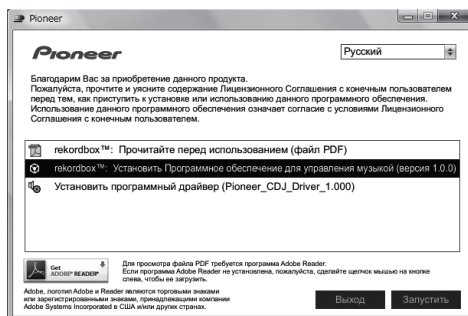 Pioneer
Pioneer
Русский
Благодарим Вас за приобретение данного продукта.
Пожалуйста, прочтите и уясните содержание Лицензионного Соглашения с конечным пользователем
перед тем, как приступить к установке или использованию данного программного обеспечения.
Использование данного программного обеспечения означает согласие с условиями Лицензионного
Соглашения с конечным пользователем.
rekordbox™: Прочитайте перед использованием (файл PDF)
rekordbox™: Установить Программное обеспечение для управления музыкой (версия 1.0.0)
Установить программный драйвер (Pioneer_CDJ_Driver_1.000)
Get
ADOBE® READER®
Для просмотра файла PDF требуется программа Adobe Reader.
Если программа Adobe Reader не установлена, пожалуйста, сделайте щелчок мышью на кнопке
слева, чтобы ее загрузить.
Adobe, логотип Adobe и Reader являются торговыми знаками
или зарегистрированными знаками, принадлежащими компании
Adobe Systems Incorporated в США и/или других странах.
Выход
Запустить